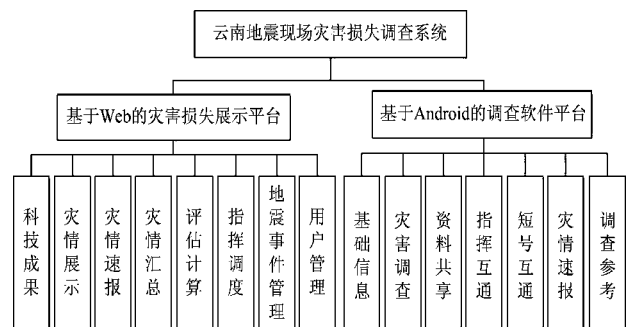 云南地震现场灾害损失调查系统
基于Web的灾害损失展示平台
基于Android的调查软件平台
科技成果
灾情展示
灾情速报
灾情汇总
评估计算
指挥调度
地震事件管理
用户管理
基础信息
灾害调查
资料共享
指挥互通
短号互通
灾情速报
调查参考